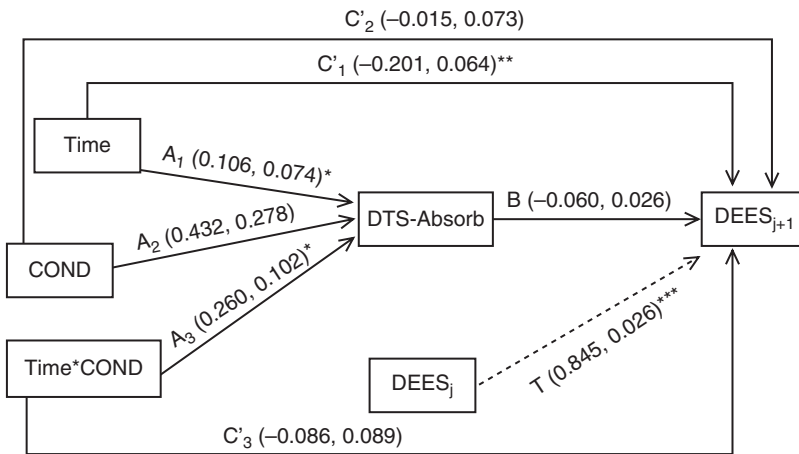 C'₂ (−0.015, 0.073)
C'₁ (−0.201, 0.064)**
Time
A₁ (0.106, 0.074)*
DTS-Absorb
B (−0.060, 0.026)
DEESⱼ₊₁
A₂ (0.432, 0.278)
COND
A₃ (0.260, 0.102)*
Time*COND
DEESⱼ
T (0.845, 0.026)***
C'₃ (−0.086, 0.089)